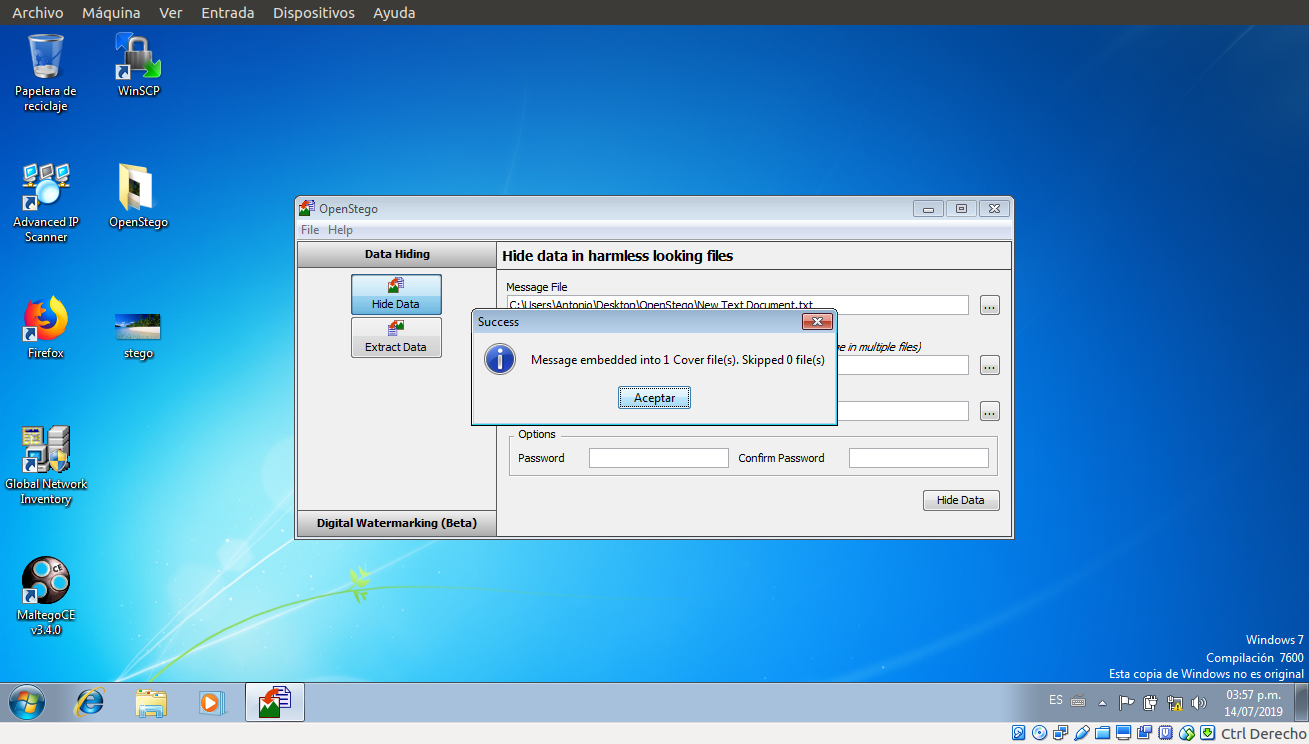 Archivo Máquina Ver Entrada Dispositivos Ayuda
Papelera de
reciclaje
WinSCP
Advanced IP
Scanner
OpenStego
Firefox
stego
Global Network
Inventory
MaltegoCE
v3.4.0
OpenStego
File Help
Data Hiding
Hide Data
Extract Data
Digital Watermarking (Beta)
Hide data in harmless looking files
Message File
C:\Users\Antonio\Desktop\OpenStego\New Text Document.txt
...
in multiple files)
...
...
Success
Message embedded into 1 Cover file(s). Skipped 0 file(s)
Aceptar
Options
Password Confirm Password
Hide Data
Windows 7
Compilación 7600
Esta copia de Windows no es original
ES
03:57 p.m.
14/07/2019
Ctrl Derecho